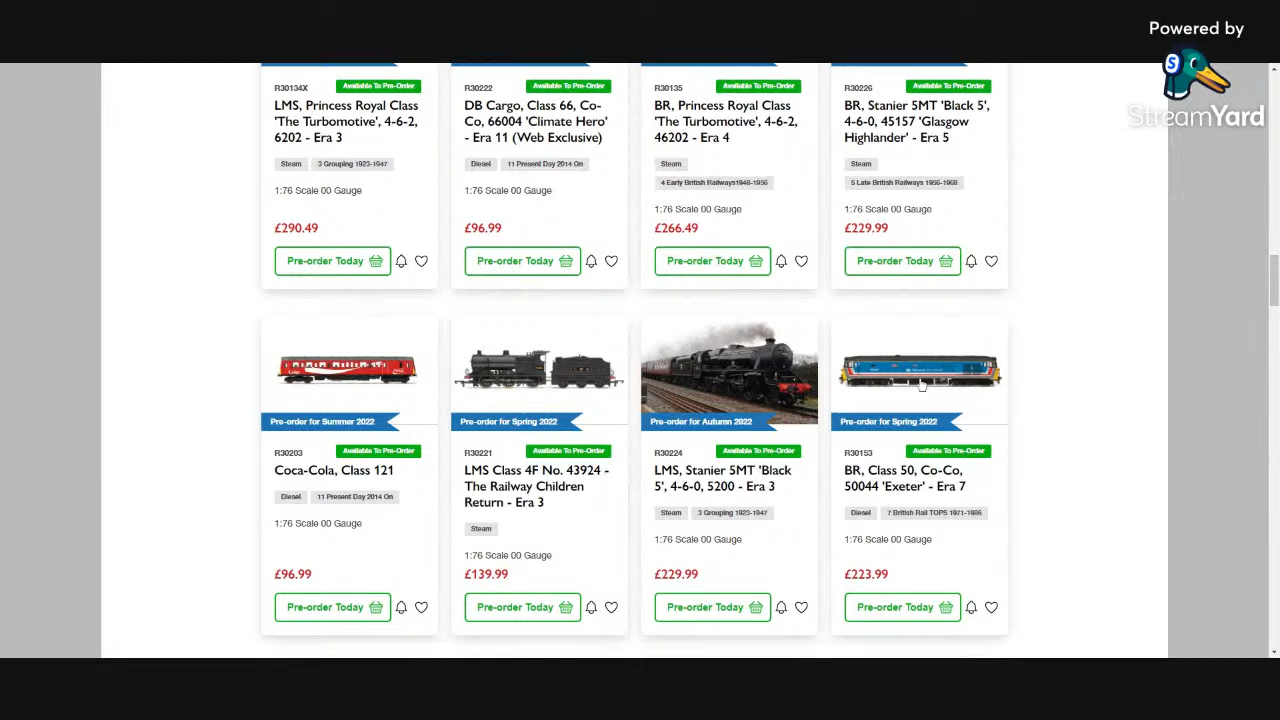 Powered by
StreamYard
R30134X Available To Pre-Order
LMS, Princess Royal Class
'The Turbomotive', 4-6-2,
6202 - Era 3
Steam 3 Grouping 1923-1947
1:76 Scale 00 Gauge
£290.49
Pre-order Today
R30222 Available To Pre-Order
DB Cargo, Class 66, Co-
Co, 66004 'Climate Hero'
- Era 11 (Web Exclusive)
Diesel 11 Present Day 2014 On
1:76 Scale 00 Gauge
£96.99
Pre-order Today
R30135 Available To Pre-Order
BR, Princess Royal Class
'The Turbomotive', 4-6-2,
46202 - Era 4
Steam
4 Early British Railways1948-1956
1:76 Scale 00 Gauge
£266.49
Pre-order Today
R30226 Available To Pre-Order
BR, Stanier 5MT 'Black 5',
4-6-0, 45157 'Glasgow
Highlander' - Era 5
Steam
5 Late British Railways 1956-1968
1:76 Scale 00 Gauge
£229.99
Pre-order Today
Pre-order for Summer 2022
R30203 Available To Pre-Order
Coca-Cola, Class 121
Diesel 11 Present Day 2014 On
1:76 Scale 00 Gauge
£96.99
Pre-order Today
Pre-order for Spring 2022
R30221 Available To Pre-Order
LMS Class 4F No. 43924 -
The Railway Children
Return - Era 3
Steam
1:76 Scale 00 Gauge
£139.99
Pre-order Today
Pre-order for Autumn 2022
R30224 Available To Pre-Order
LMS, Stanier 5MT 'Black
5', 4-6-0, 5200 - Era 3
Steam 3 Grouping 1923-1947
1:76 Scale 00 Gauge
£229.99
Pre-order Today
Pre-order for Spring 2022
R30153 Available To Pre-Order
BR, Class 50, Co-Co,
50044 'Exeter' - Era 7
Diesel 7 British Rail TOPS 1971-1986
1:76 Scale 00 Gauge
£223.99
Pre-order Today